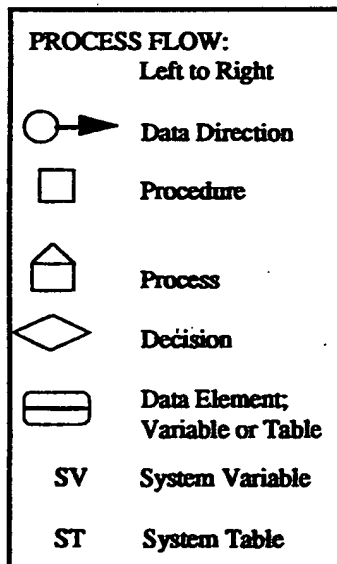 PROCESS FLOW:
Left to Right
Data Direction
Procedure
Process
Decision
Data Element;
Variable or Table
SV System Variable
ST System Table